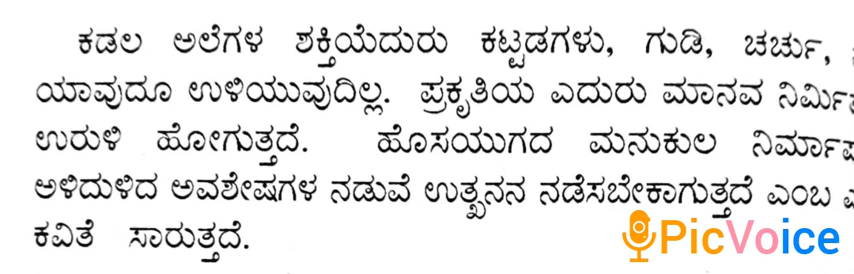 ಕಡಲ ಅಲೆಗಳ ಶಕ್ತಿಯೆದುರು ಕಟ್ಟಡಗಳು, ಗುಡಿ, ಚರ್ಚು,
ಯಾವುದೂ ಉಳಿಯುವುದಿಲ್ಲ. ಪ್ರಕೃತಿಯ ಎದುರು ಮಾನವ
ಉರುಳಿ ಹೋಗುತ್ತದೆ. ಹೊಸಯುಗದ ಮನುಕುಲ
ಅಳಿದುಳಿದ ಅವಶೇಷಗಳ ನಡುವೆ ಉತ್ಖನನ ನಡೆಸಬೇಕಾಗುತ್ತದೆ ಎಂಬ
ಕವಿತೆ ಸಾರುತ್ತದೆ.
PicVoice